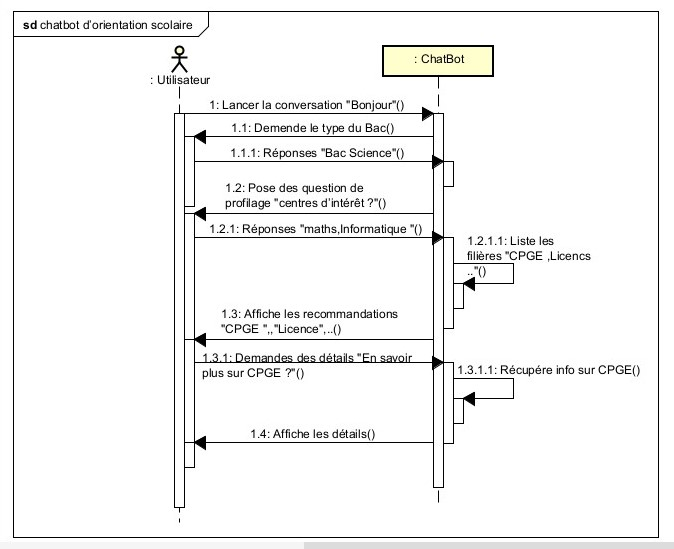 sd chatbot d'orientation scolaire
: Utilisateur
: ChatBot
1: Lancer la conversation "Bonjour"()
1.1: Demende le type du Bac()
1.1.1: Réponses "Bac Science"()
1.2: Pose des question de
profilage "centres d'intérêt ?"()
1.2.1: Réponses "maths,Informatique "()
1.2.1.1: Liste les
filières "CPGE ,Licencs
.."()
1.3: Affiche les recommandations
"CPGE ",,"Licence",..()
1.3.1: Demandes des détails "En savoir
plus sur CPGE ?"()
1.3.1.1: Récupére info sur CPGE()
1.4: Affiche les détails()